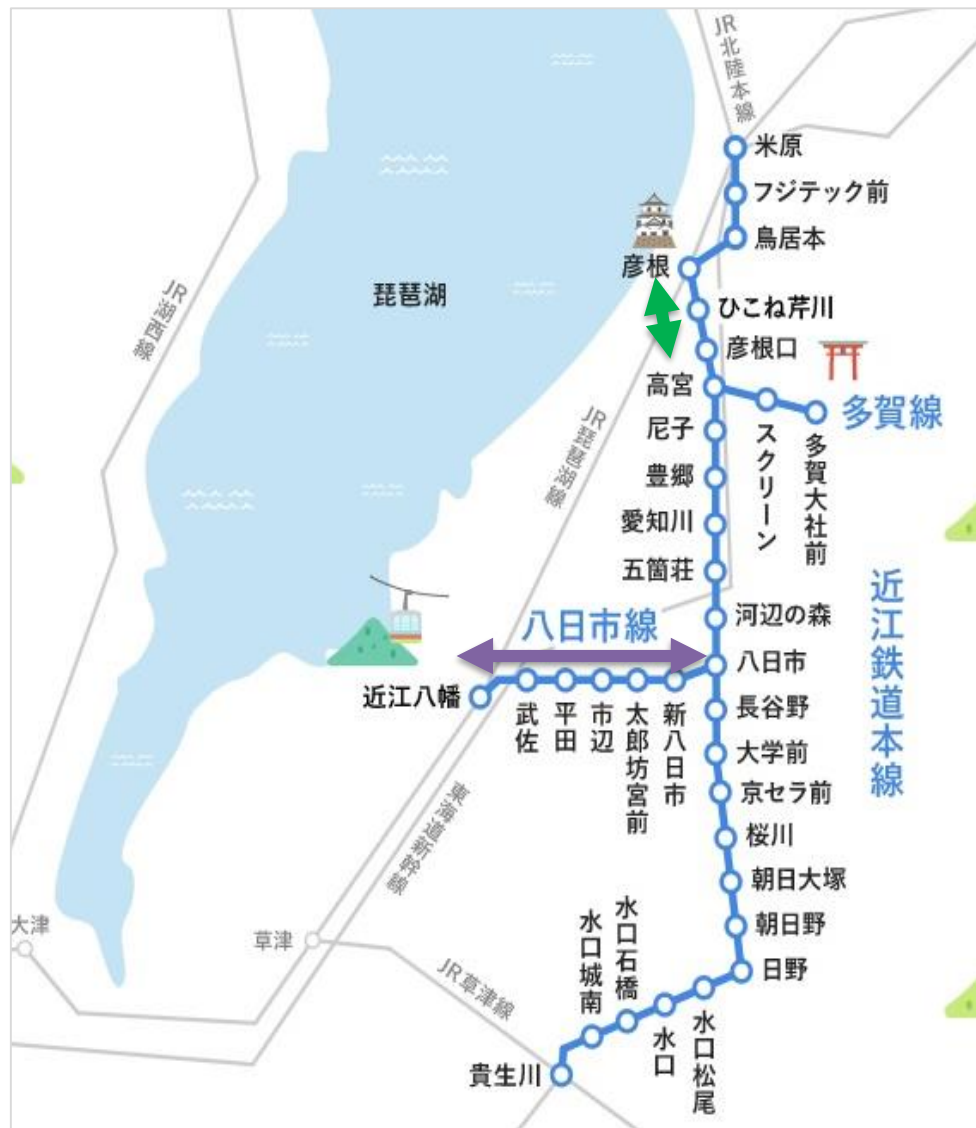 JR北陸本線
米原
フジテック前
鳥居本
彦根
ひこね芹川
彦根口
高宮
尼子
豊郷
愛知川
五箇荘
河辺の森
八日市
長谷野
大学前
京セラ前
桜川
朝日大塚
朝日野
日野
水口松尾
水口
水口石橋
水口城南
貴生川
スクリーン
多賀大社前
多賀線
近江鉄道本線
八日市線
新八日市
太郎坊宮前
市辺
平田
武佐
近江八幡
琵琶湖
JR湖西線
JR琵琶湖線
東海道新幹線
大津
草津
JR草津線